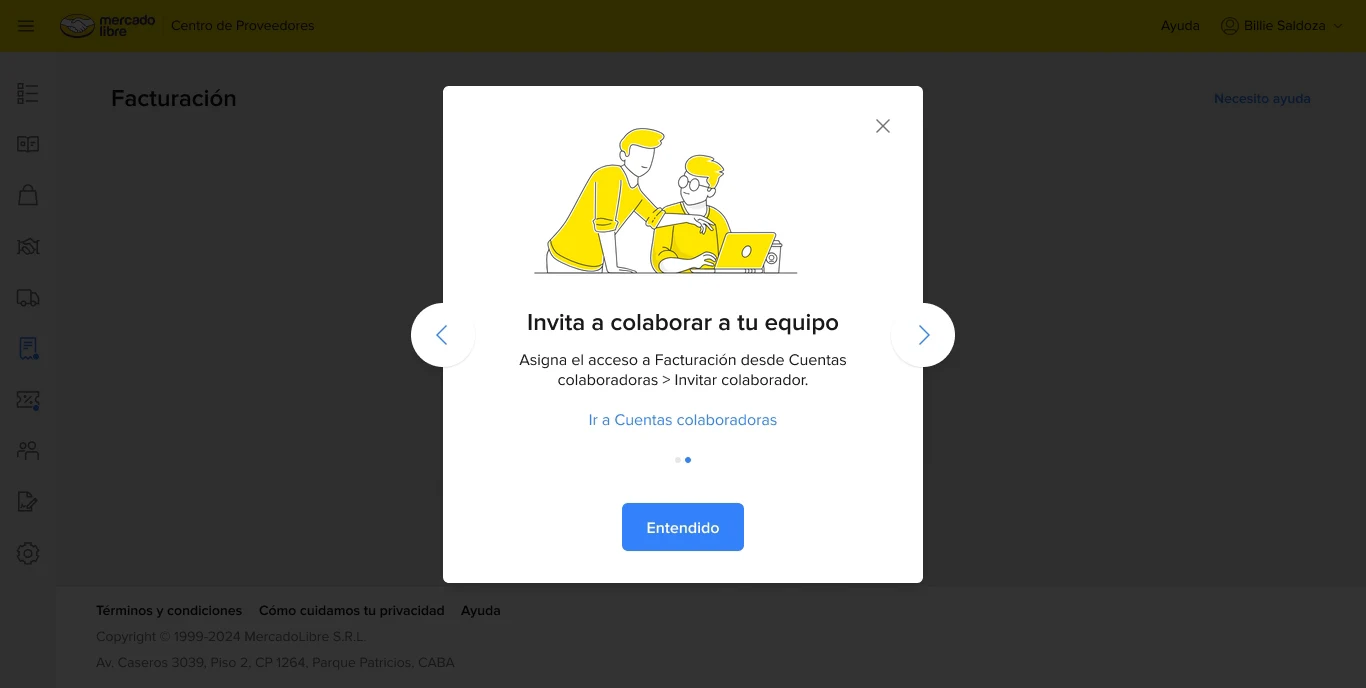 mercado
libre
Centro de Proveedores
Ayuda
Billie Saldoza
Facturación
Necesito ayuda
Invita a colaborar a tu equipo
Asigna el acceso a Facturación desde Cuentas
colaboradoras > Invitar colaborador.
Ir a Cuentas colaboradoras
Entendido
Términos y condiciones Cómo cuidamos tu privacidad Ayuda
Copyright © 1999-2024 MercadoLibre S.R.L.
Av. Caseros 3039, Piso 2, CP 1264, Parque Patricios, CABA